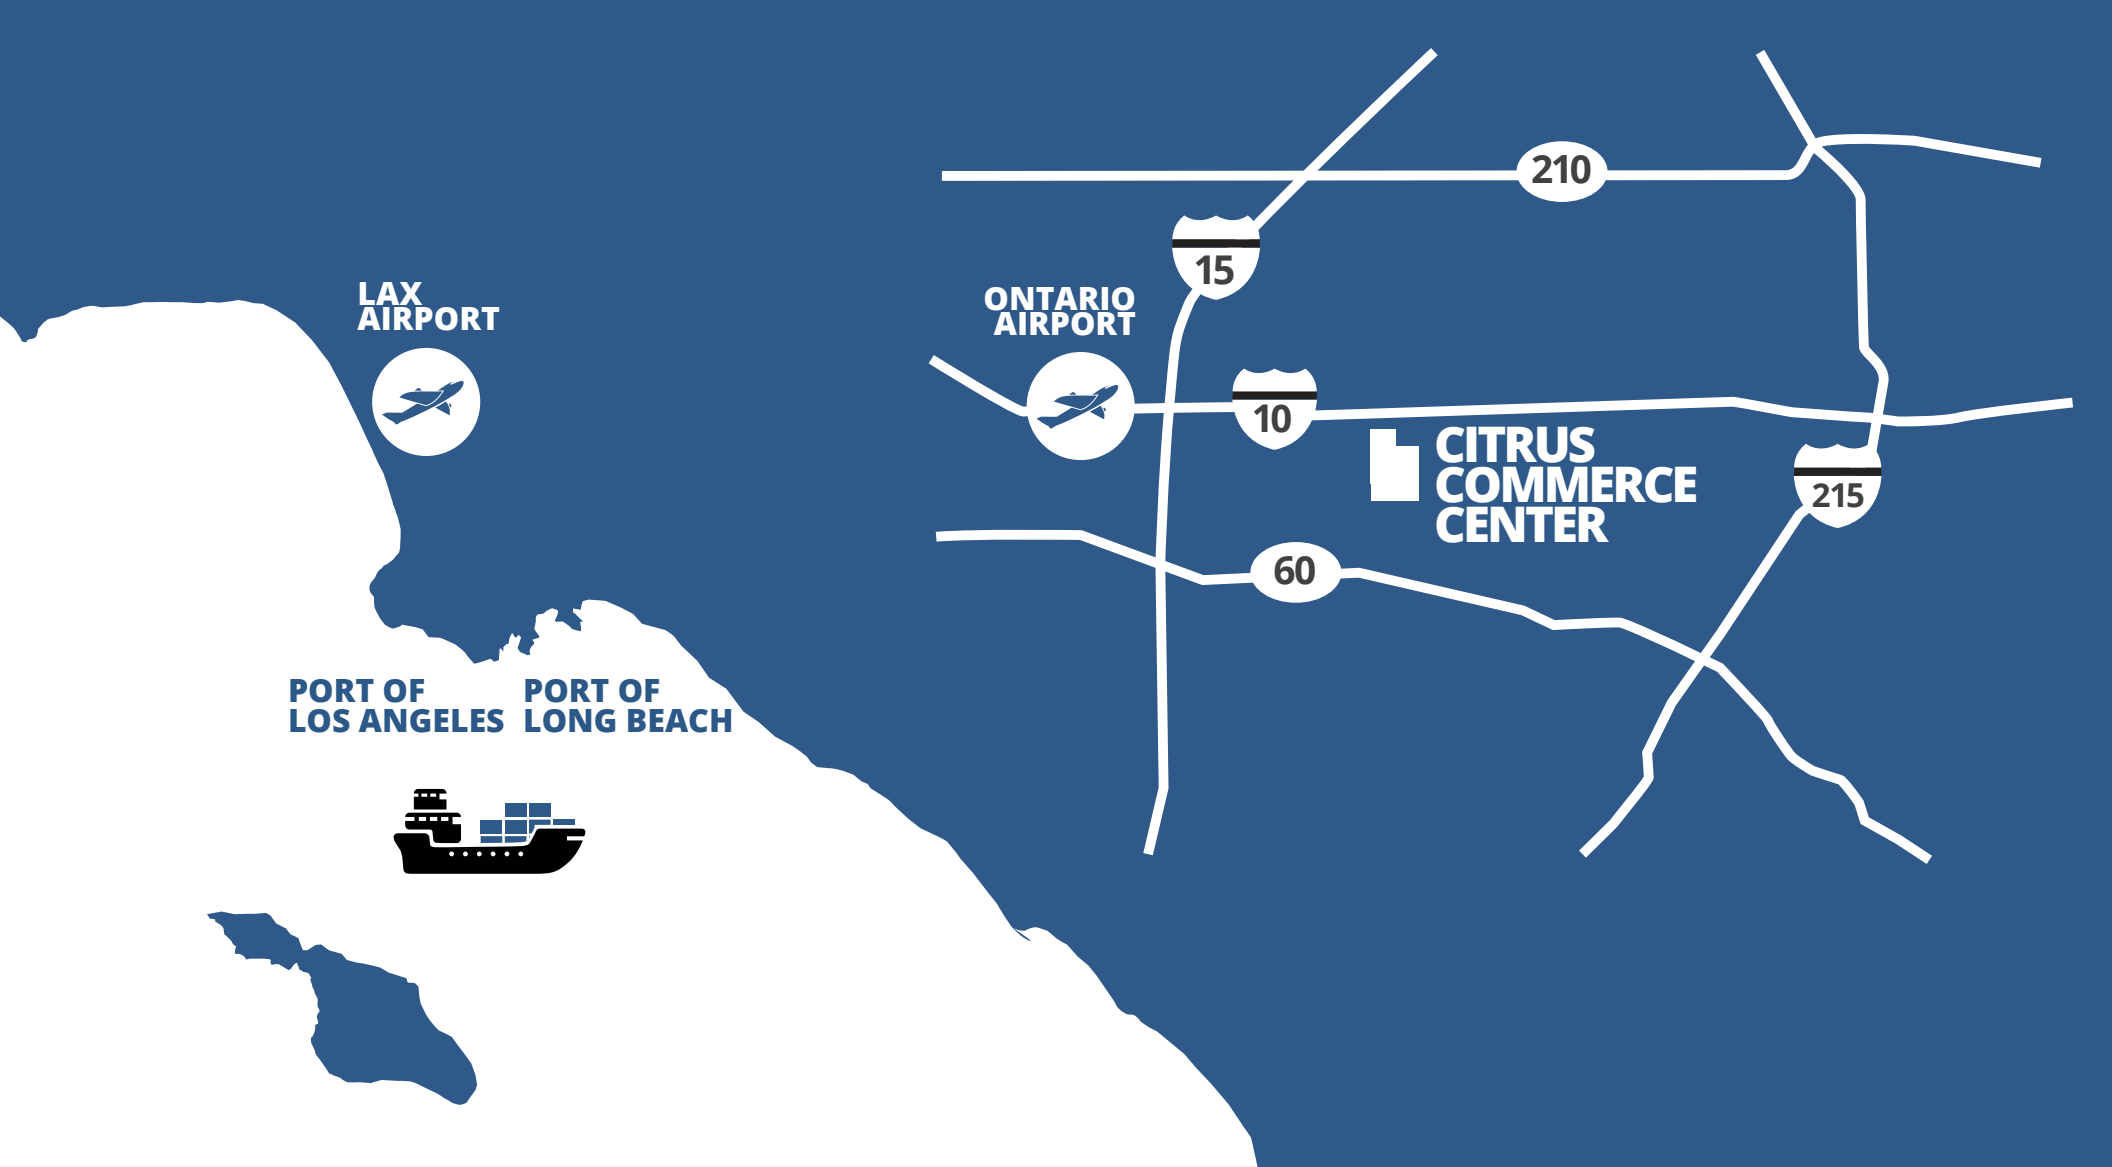 210
15
LAX
AIRPORT
ONTARIO
AIRPORT
10
CITRUS
COMMERCE
CENTER
215
60
PORT OF
LOS ANGELES
PORT OF
LONG BEACH